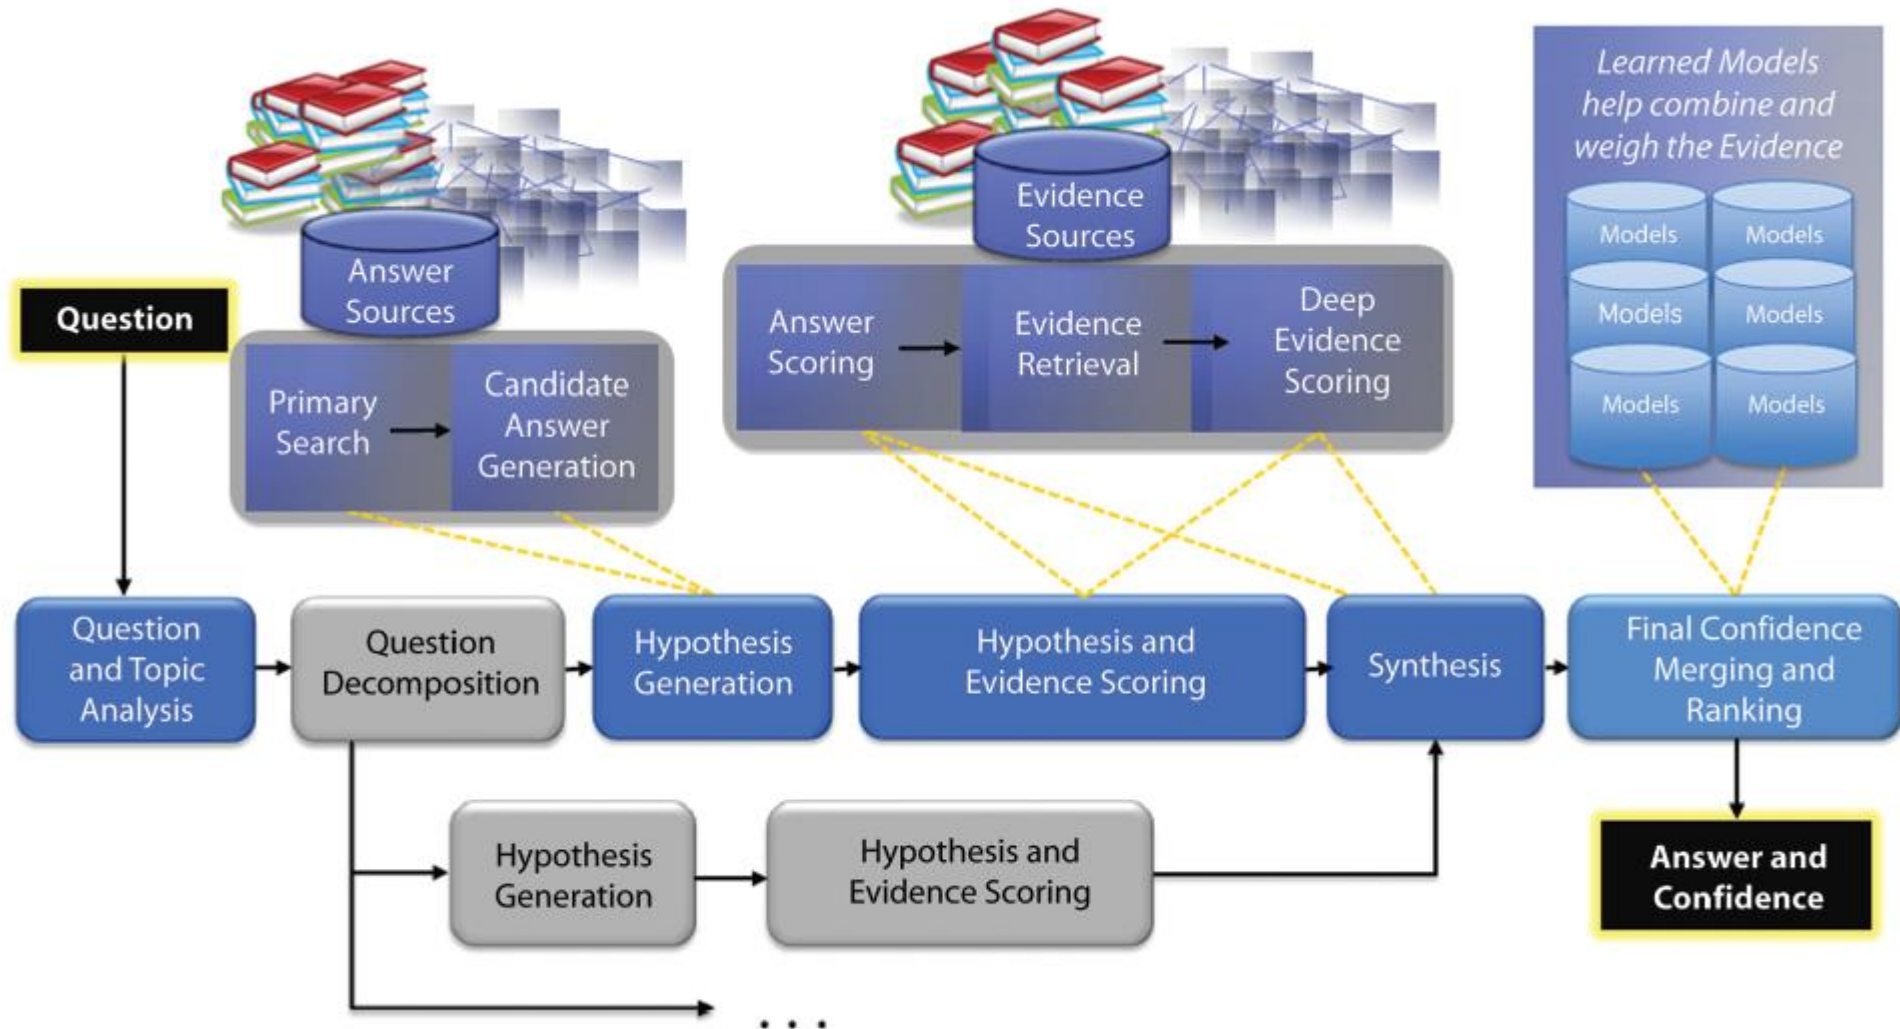 Learned Models
help combine and
weigh the Evidence
Models
Models
Models
Models
Models
Models
Evidence
Sources
Answer
Sources
Question
Primary
Search
Candidate
Answer
Generation
Answer
Scoring
Evidence
Retrieval
Deep
Evidence
Scoring
Question
and Topic
Analysis
Question
Decomposition
Hypothesis
Generation
Hypothesis and
Evidence Scoring
Synthesis
Final Confidence
Merging and
Ranking
Hypothesis
Generation
Hypothesis and
Evidence Scoring
Answer and
Confidence
. . .